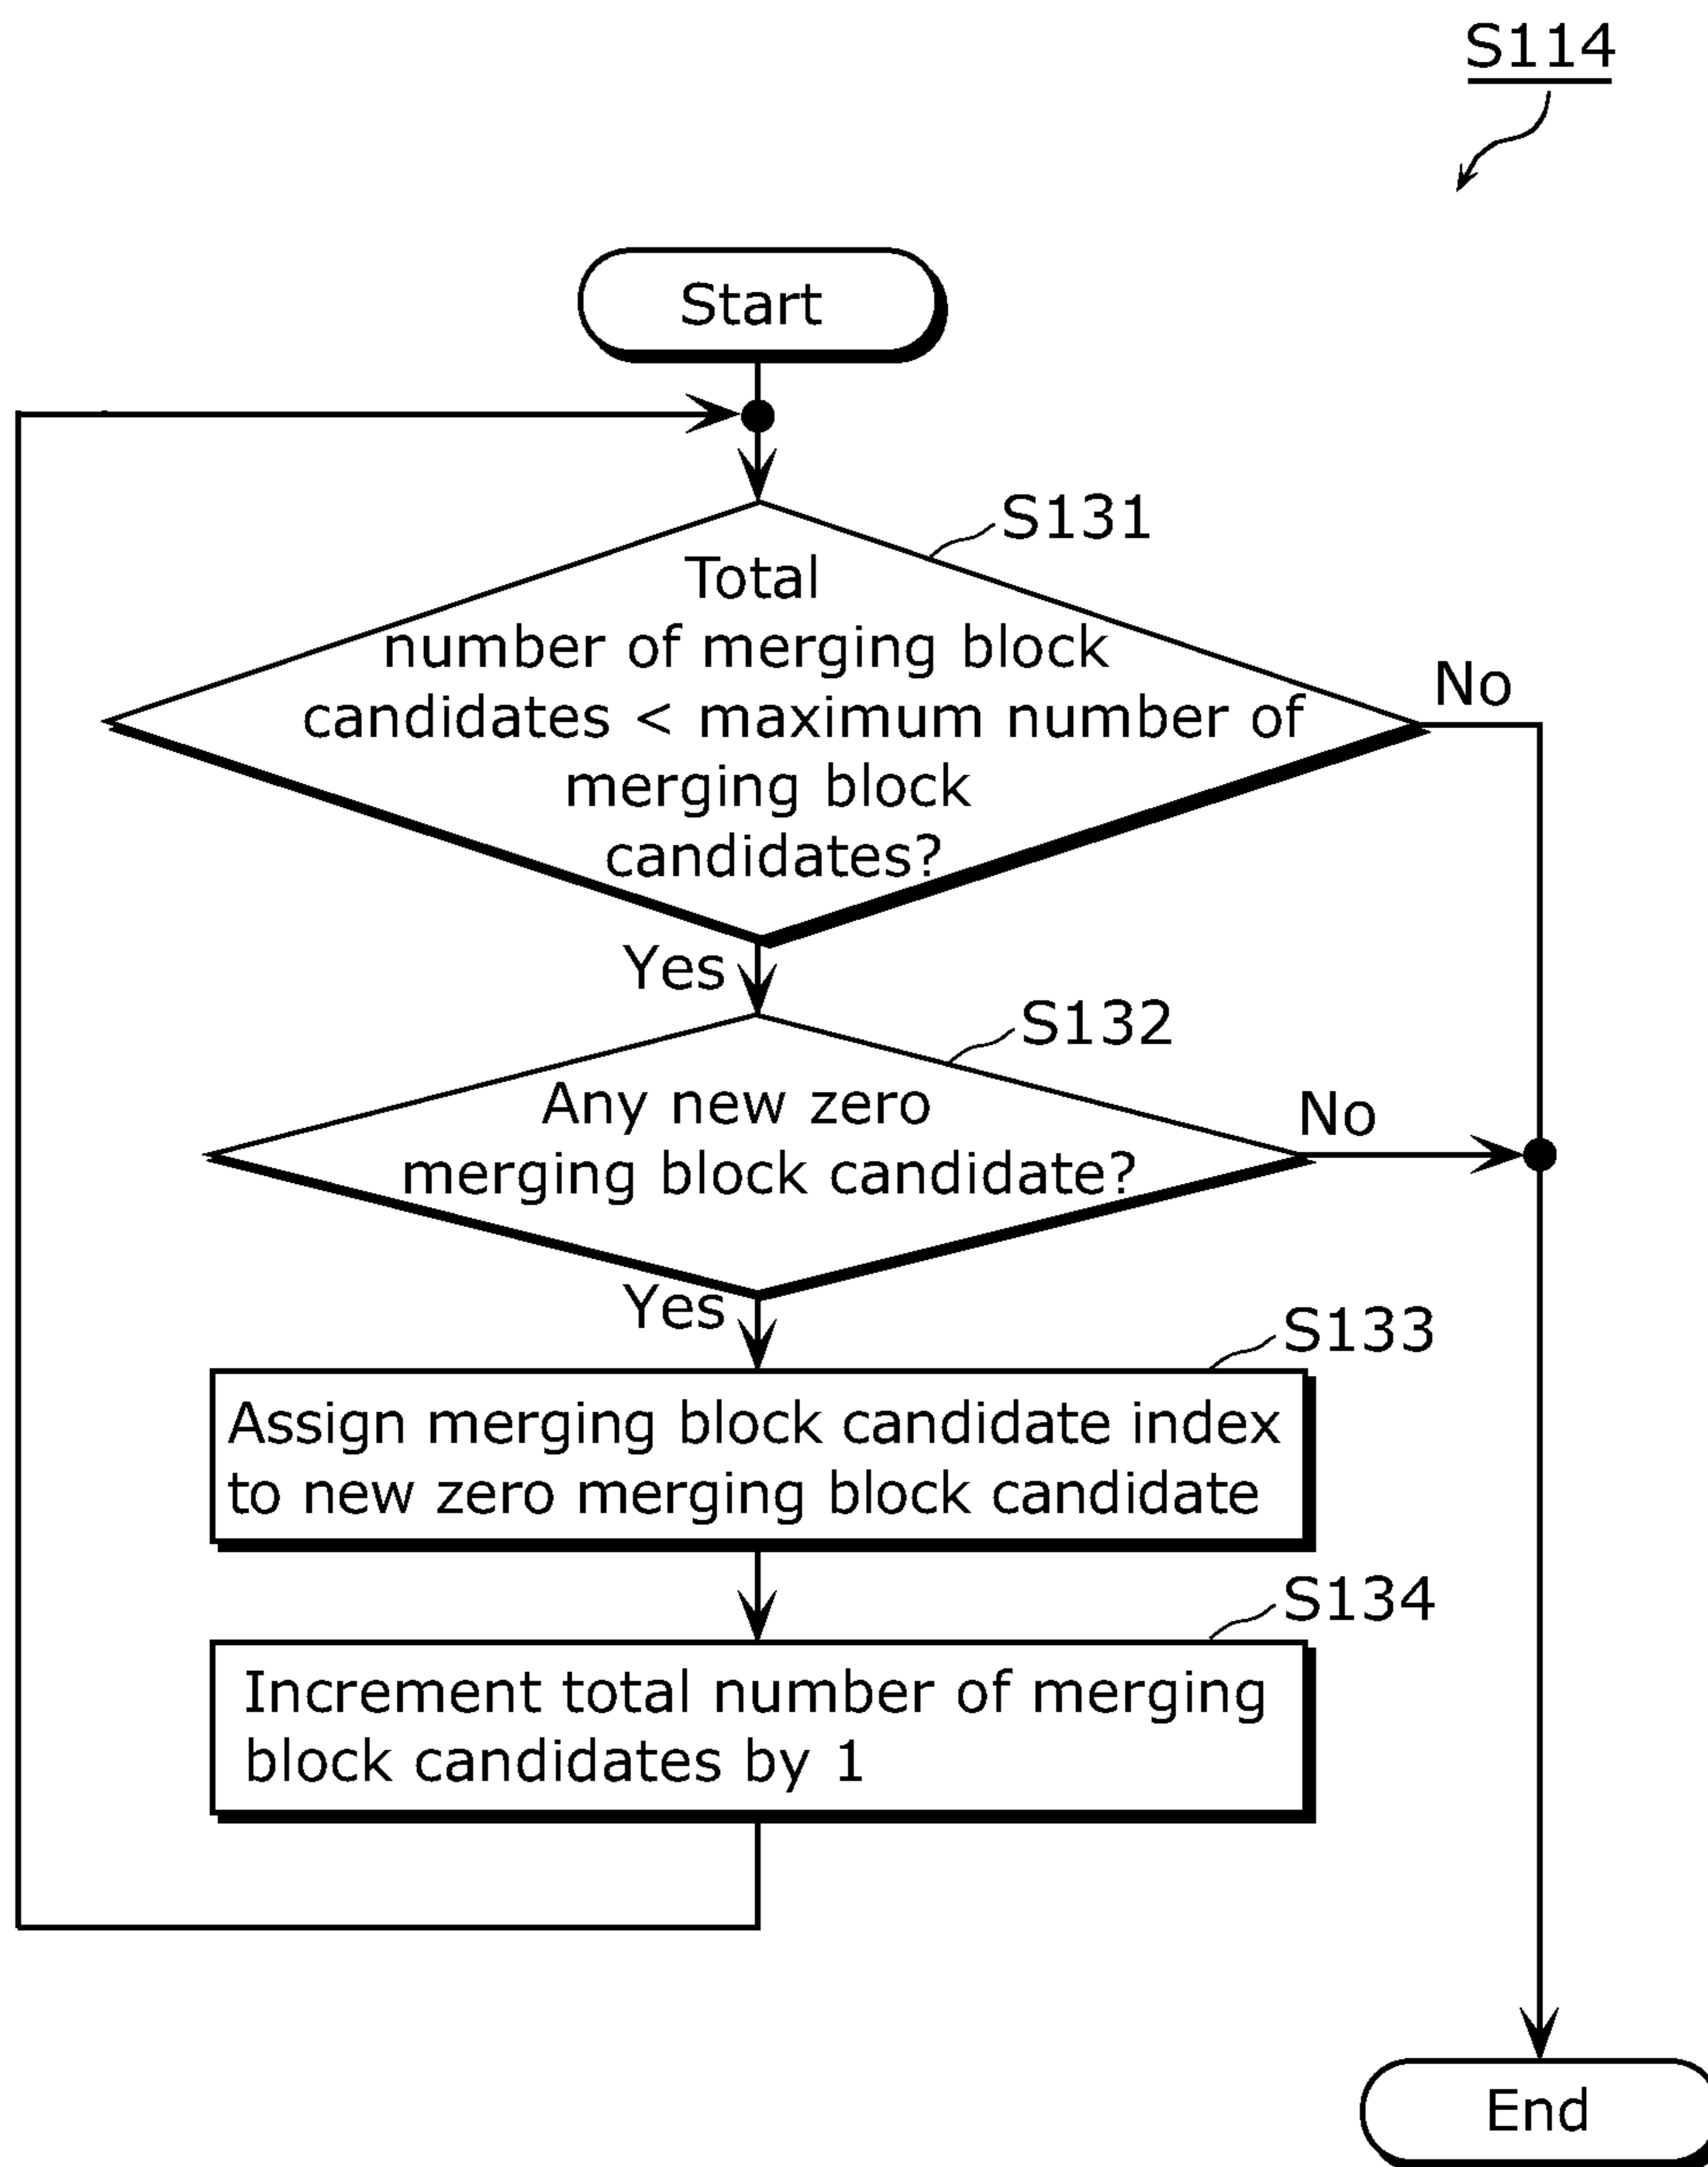 S114
Start
S131
Total
number of merging block
candidates < maximum number of
merging block
candidates?
No
Yes
S132
Any new zero
merging block candidate?
No
Yes
S133
Assign merging block candidate index
to new zero merging block candidate
S134
Increment total number of merging
block candidates by 1
End